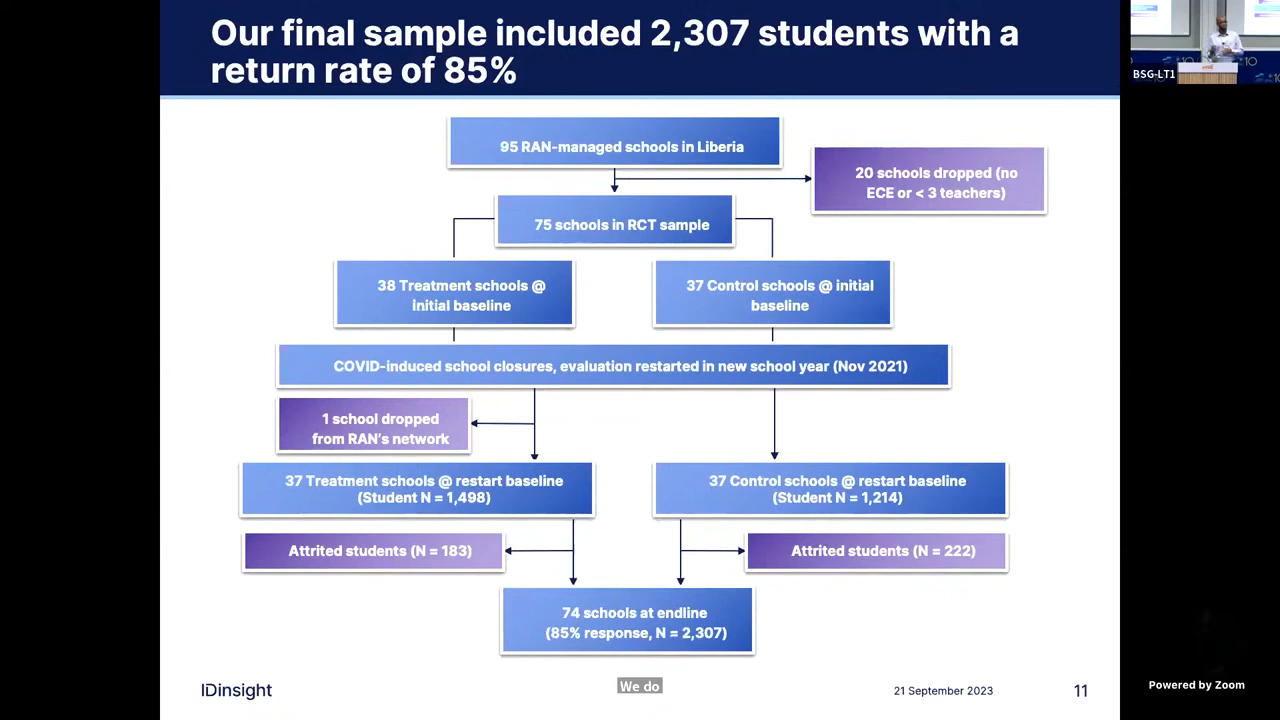 Our final sample included 2,307 students with a
return rate of 85%
BSG-LT1
95 RAN-managed schools in Liberia
20 schools dropped (no
ECE or < 3 teachers)
75 schools in RCT sample
38 Treatment schools @
initial baseline
37 Control schools @ initial
baseline
COVID-induced school closures, evaluation restarted in new school year (Nov 2021)
1 school dropped
from RAN's network
37 Treatment schools @ restart baseline
(Student N = 1,498)
37 Control schools @ restart baseline
(Student N = 1,214)
Attrited students (N = 183)
Attrited students (N = 222)
74 schools at endline
(85% response, N = 2,307)
IDinsight
We do
21 September 2023
11
Powered by Zoom